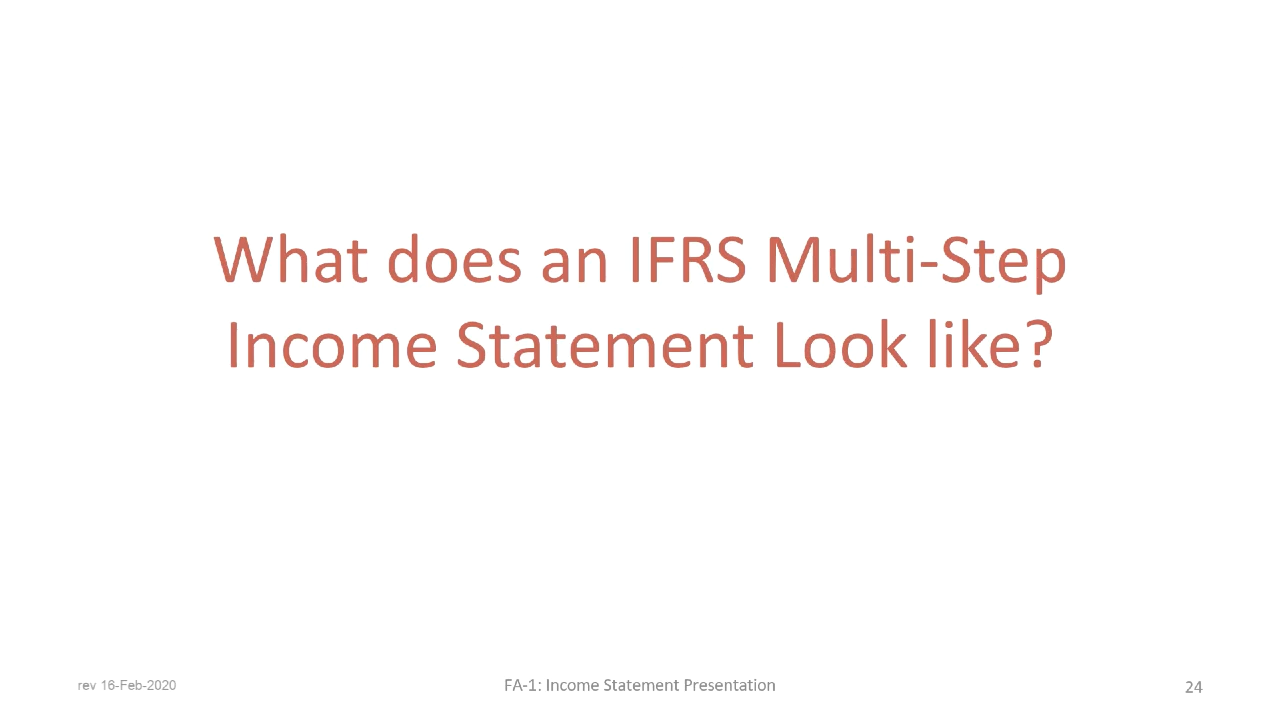 What does an IFRS Multi-Step
Income Statement Look like?
rev 16-Feb-2020
FA-1: Income Statement Presentation
24